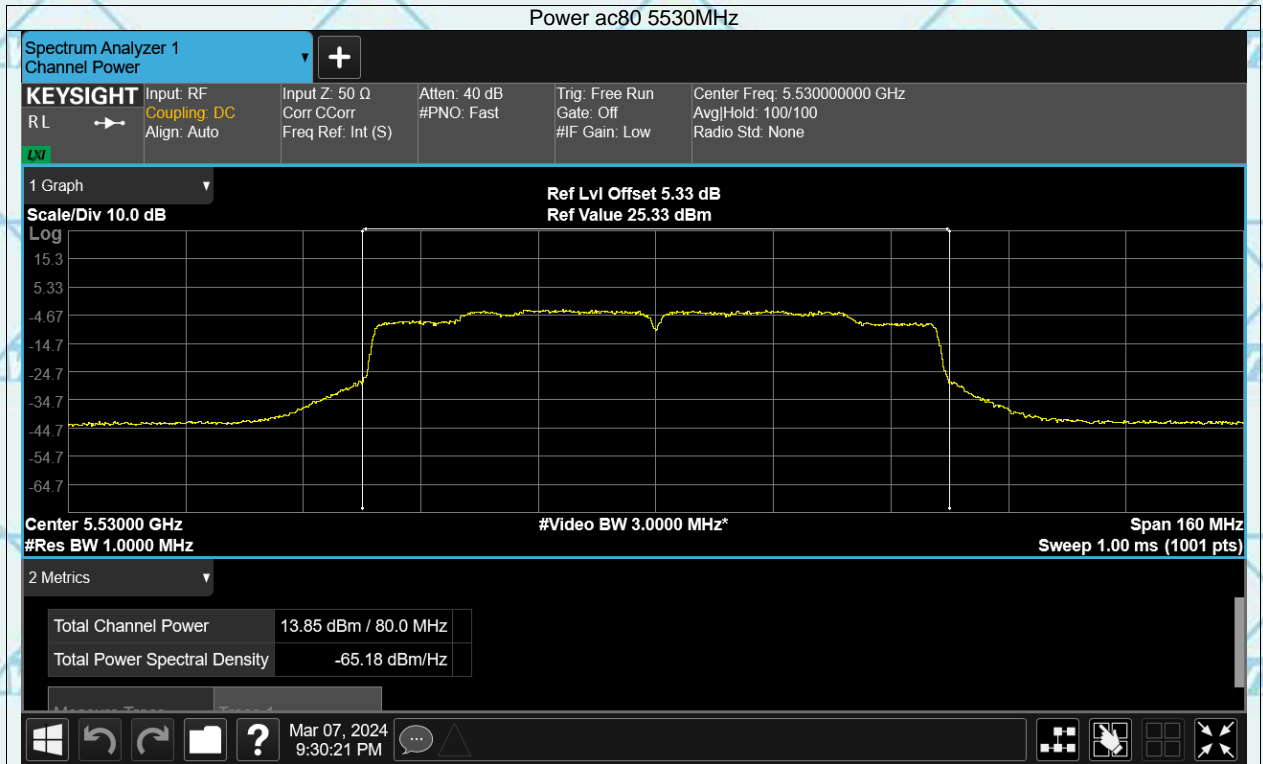 Power ac80 5530MHz
Spectrum Analyzer 1
Channel Power
+
KEYSIGHT
R L
LXI
Input: RF
Coupling: DC
Align: Auto
Input Z: 50 Ω
Corr CCorr
Freq Ref: Int (S)
Atten: 40 dB
#PNO: Fast
Trig: Free Run
Gate: Off
#IF Gain: Low
Center Freq: 5.530000000 GHz
Avg|Hold: 100/100
Radio Std: None
1 Graph
Scale/Div 10.0 dB
Ref Lvl Offset 5.33 dB
Ref Value 25.33 dBm
Log
15.3
5.33
-4.67
-14.7
-24.7
-34.7
-44.7
-54.7
-64.7
Center 5.53000 GHz
#Video BW 3.0000 MHz*
Span 160 MHz
#Res BW 1.0000 MHz
Sweep 1.00 ms (1001 pts)
2 Metrics
Total Channel Power 13.85 dBm / 80.0 MHz
Total Power Spectral Density -65.18 dBm/Hz
?
Mar 07, 2024
9:30:21 PM